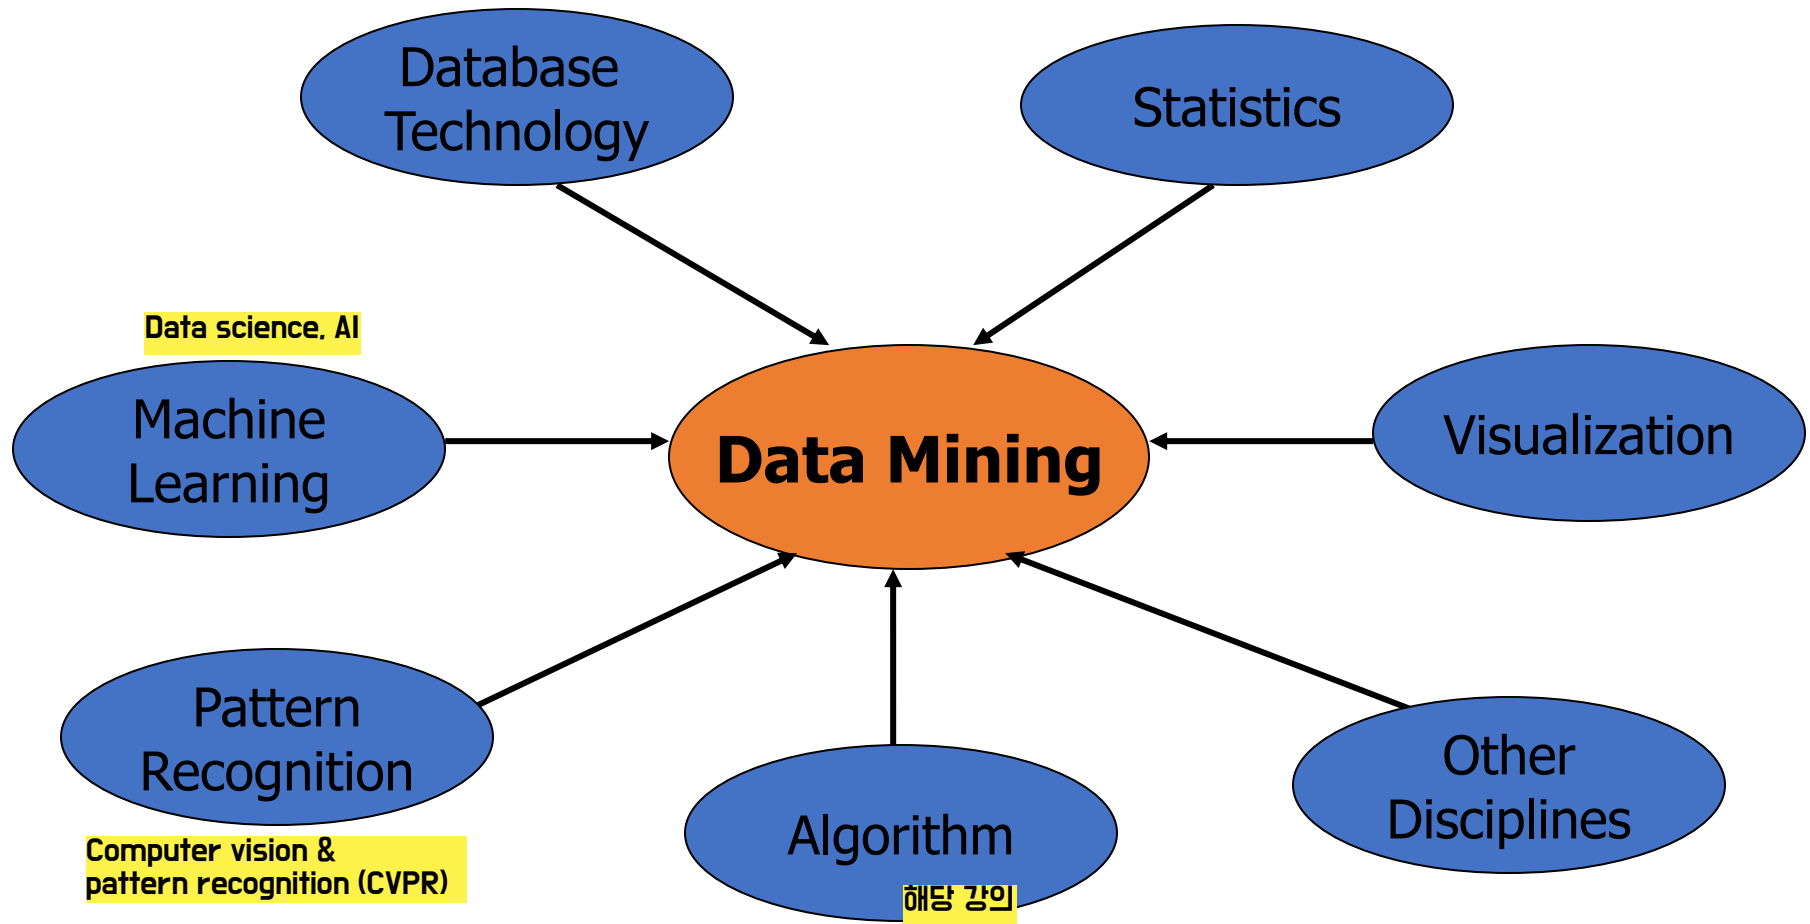 Database
Technology
Statistics
Data science, AI
Machine
Learning
Data Mining
Visualization
Pattern
Recognition
Computer vision &
pattern recognition (CVPR)
Algorithm
해당 강의
Other
Disciplines